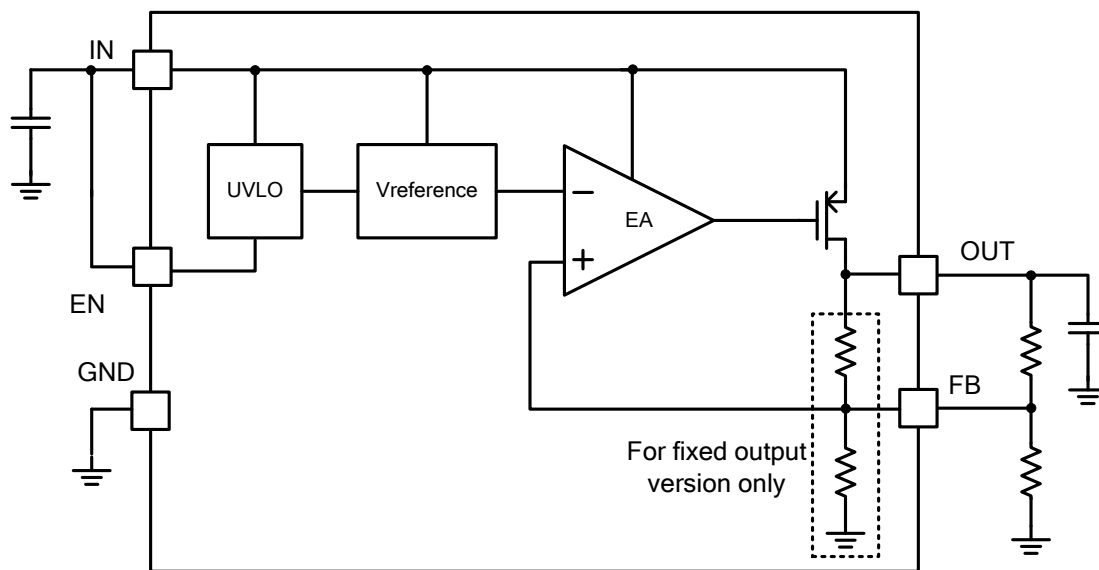 IN
UVLO
Vreference
−
EA
+
OUT
EN
GND
FB
For fixed output
version only